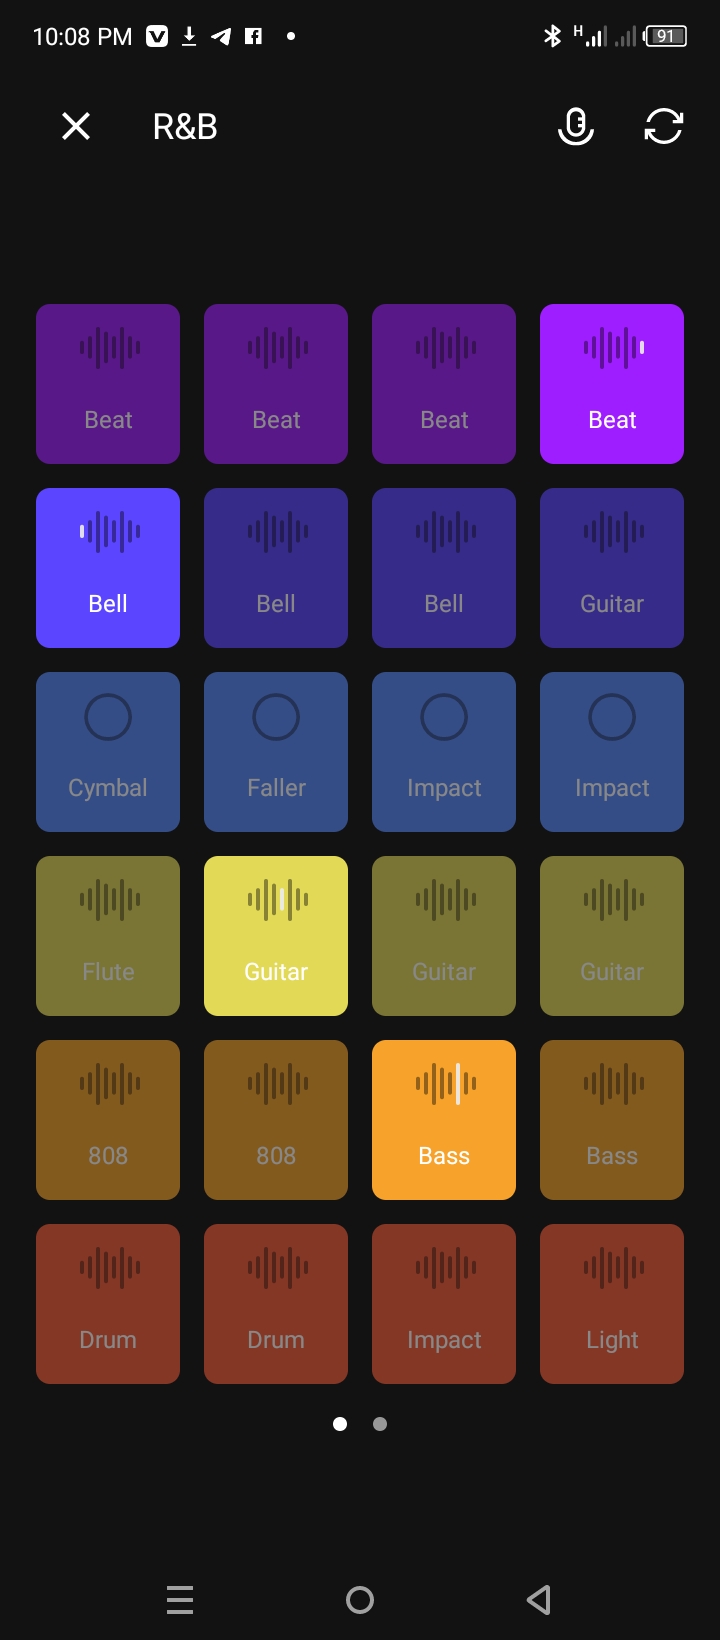 10:08 PM H 91
R&B
Beat Beat Beat Beat
Bell Bell Bell Guitar
Cymbal Faller Impact Impact
Flute Guitar Guitar Guitar
808 808 Bass Bass
Drum Drum Impact Light